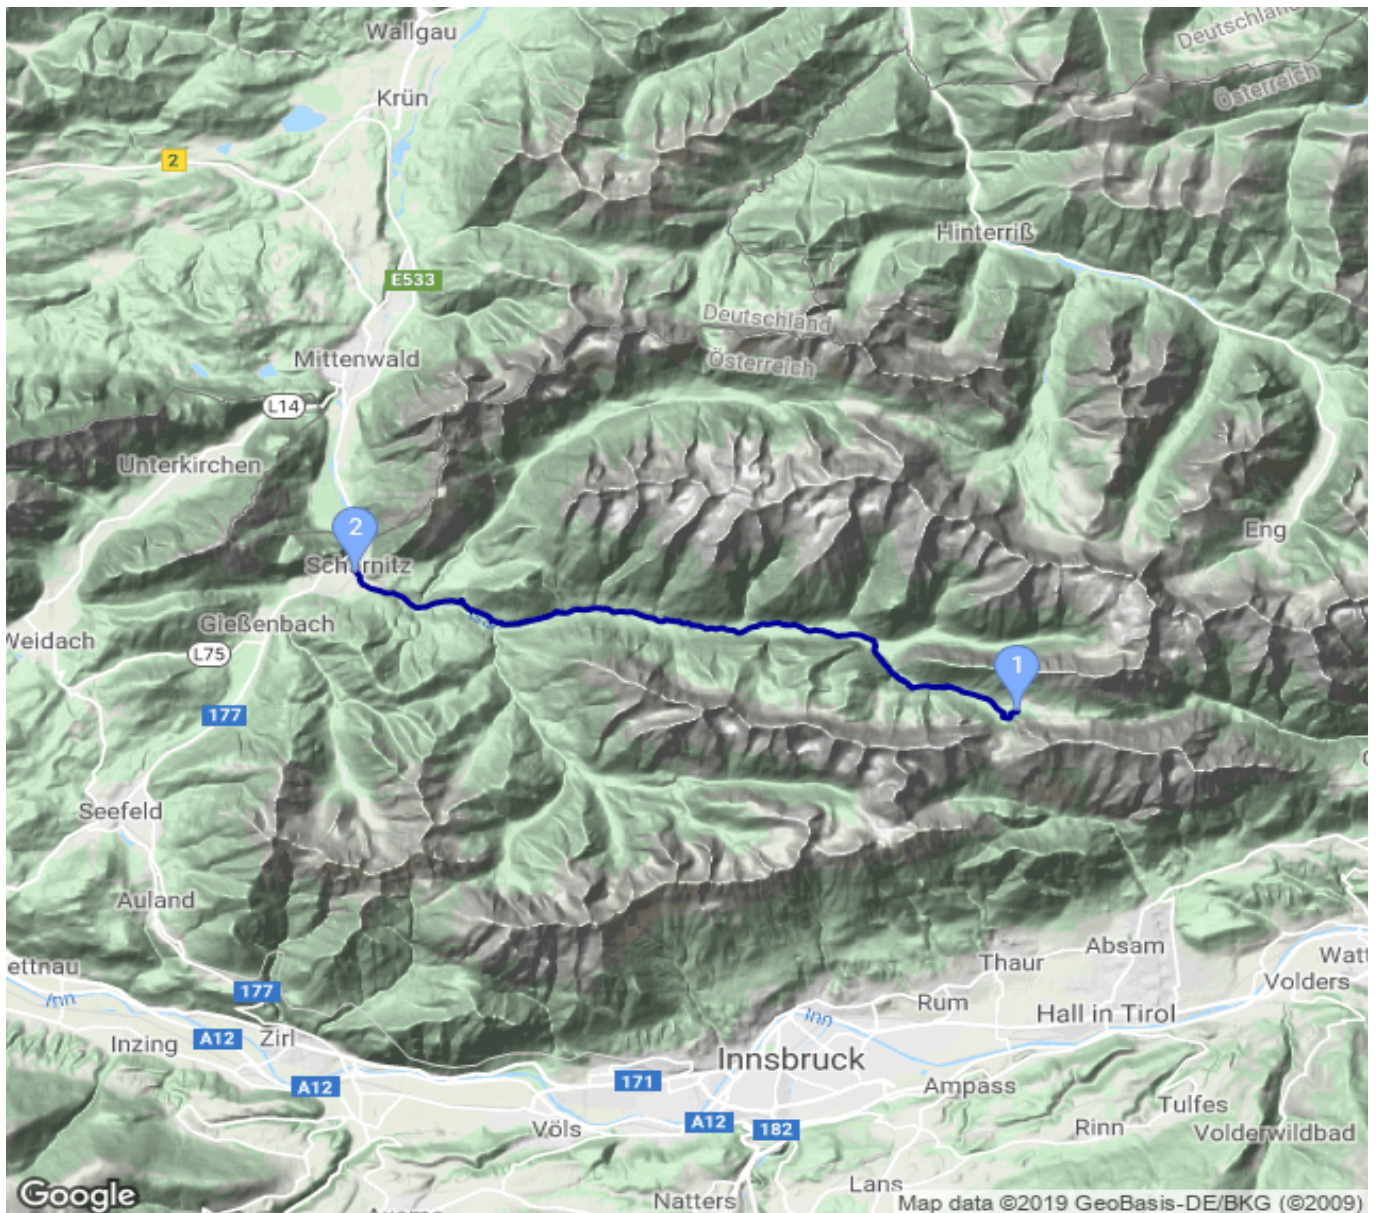 Wallgau
Deutschland
Krün
Österreich
2
Hinterriß
E533
Deutschland
Mittenwald
Österreich
L14
Unterkirchen
2
Eng
Scharnitz
Gießenbach
Weidach
L75
1
177
Seefeld
Auland
Absam
ettnau
Thaur
Watt
177
Volders
Inn
Rum
Inn
Hall in Tirol
Zirl
A12
Inzing
Innsbruck
171
A12
Ampass
Tulfes
A12
182
Völs
Rinn
Volderwildbad
Lans
Google
Natters
Map data ©2019 GeoBasis-DE/BKG (©2009)